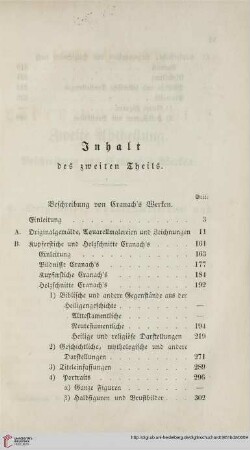 Inhalt
des zweiten Theils.
Seite
Beschreibung von Cranach's Werken.
Einleitung 3
A. Originalgemälde, Aquarellmalereien und Zeichnungen 11
B. Kupferstiche und Holzschnitte Cranach's 161
Einleitung 163
Bildnisse Cranach's 177
Kupferstiche Cranach's 184
Holzschnitte Cranach's 192
1) Biblische und andere Gegenstände aus der
Heiligengeschichte
Alttestamentliche
Neutestamentliche 194
Heilige und religiöse Darstellungen 219
2) Geschichtliche, mythologische und andere
Darstellungen 271
3) Titeleinfassungen 289
4) Portraits 296
a) Ganze Figuren
b) Halbfiguren und Brustbilder 302
UNIVERSITÄTS-
BIBLIOTHEK
HEIDELBERG